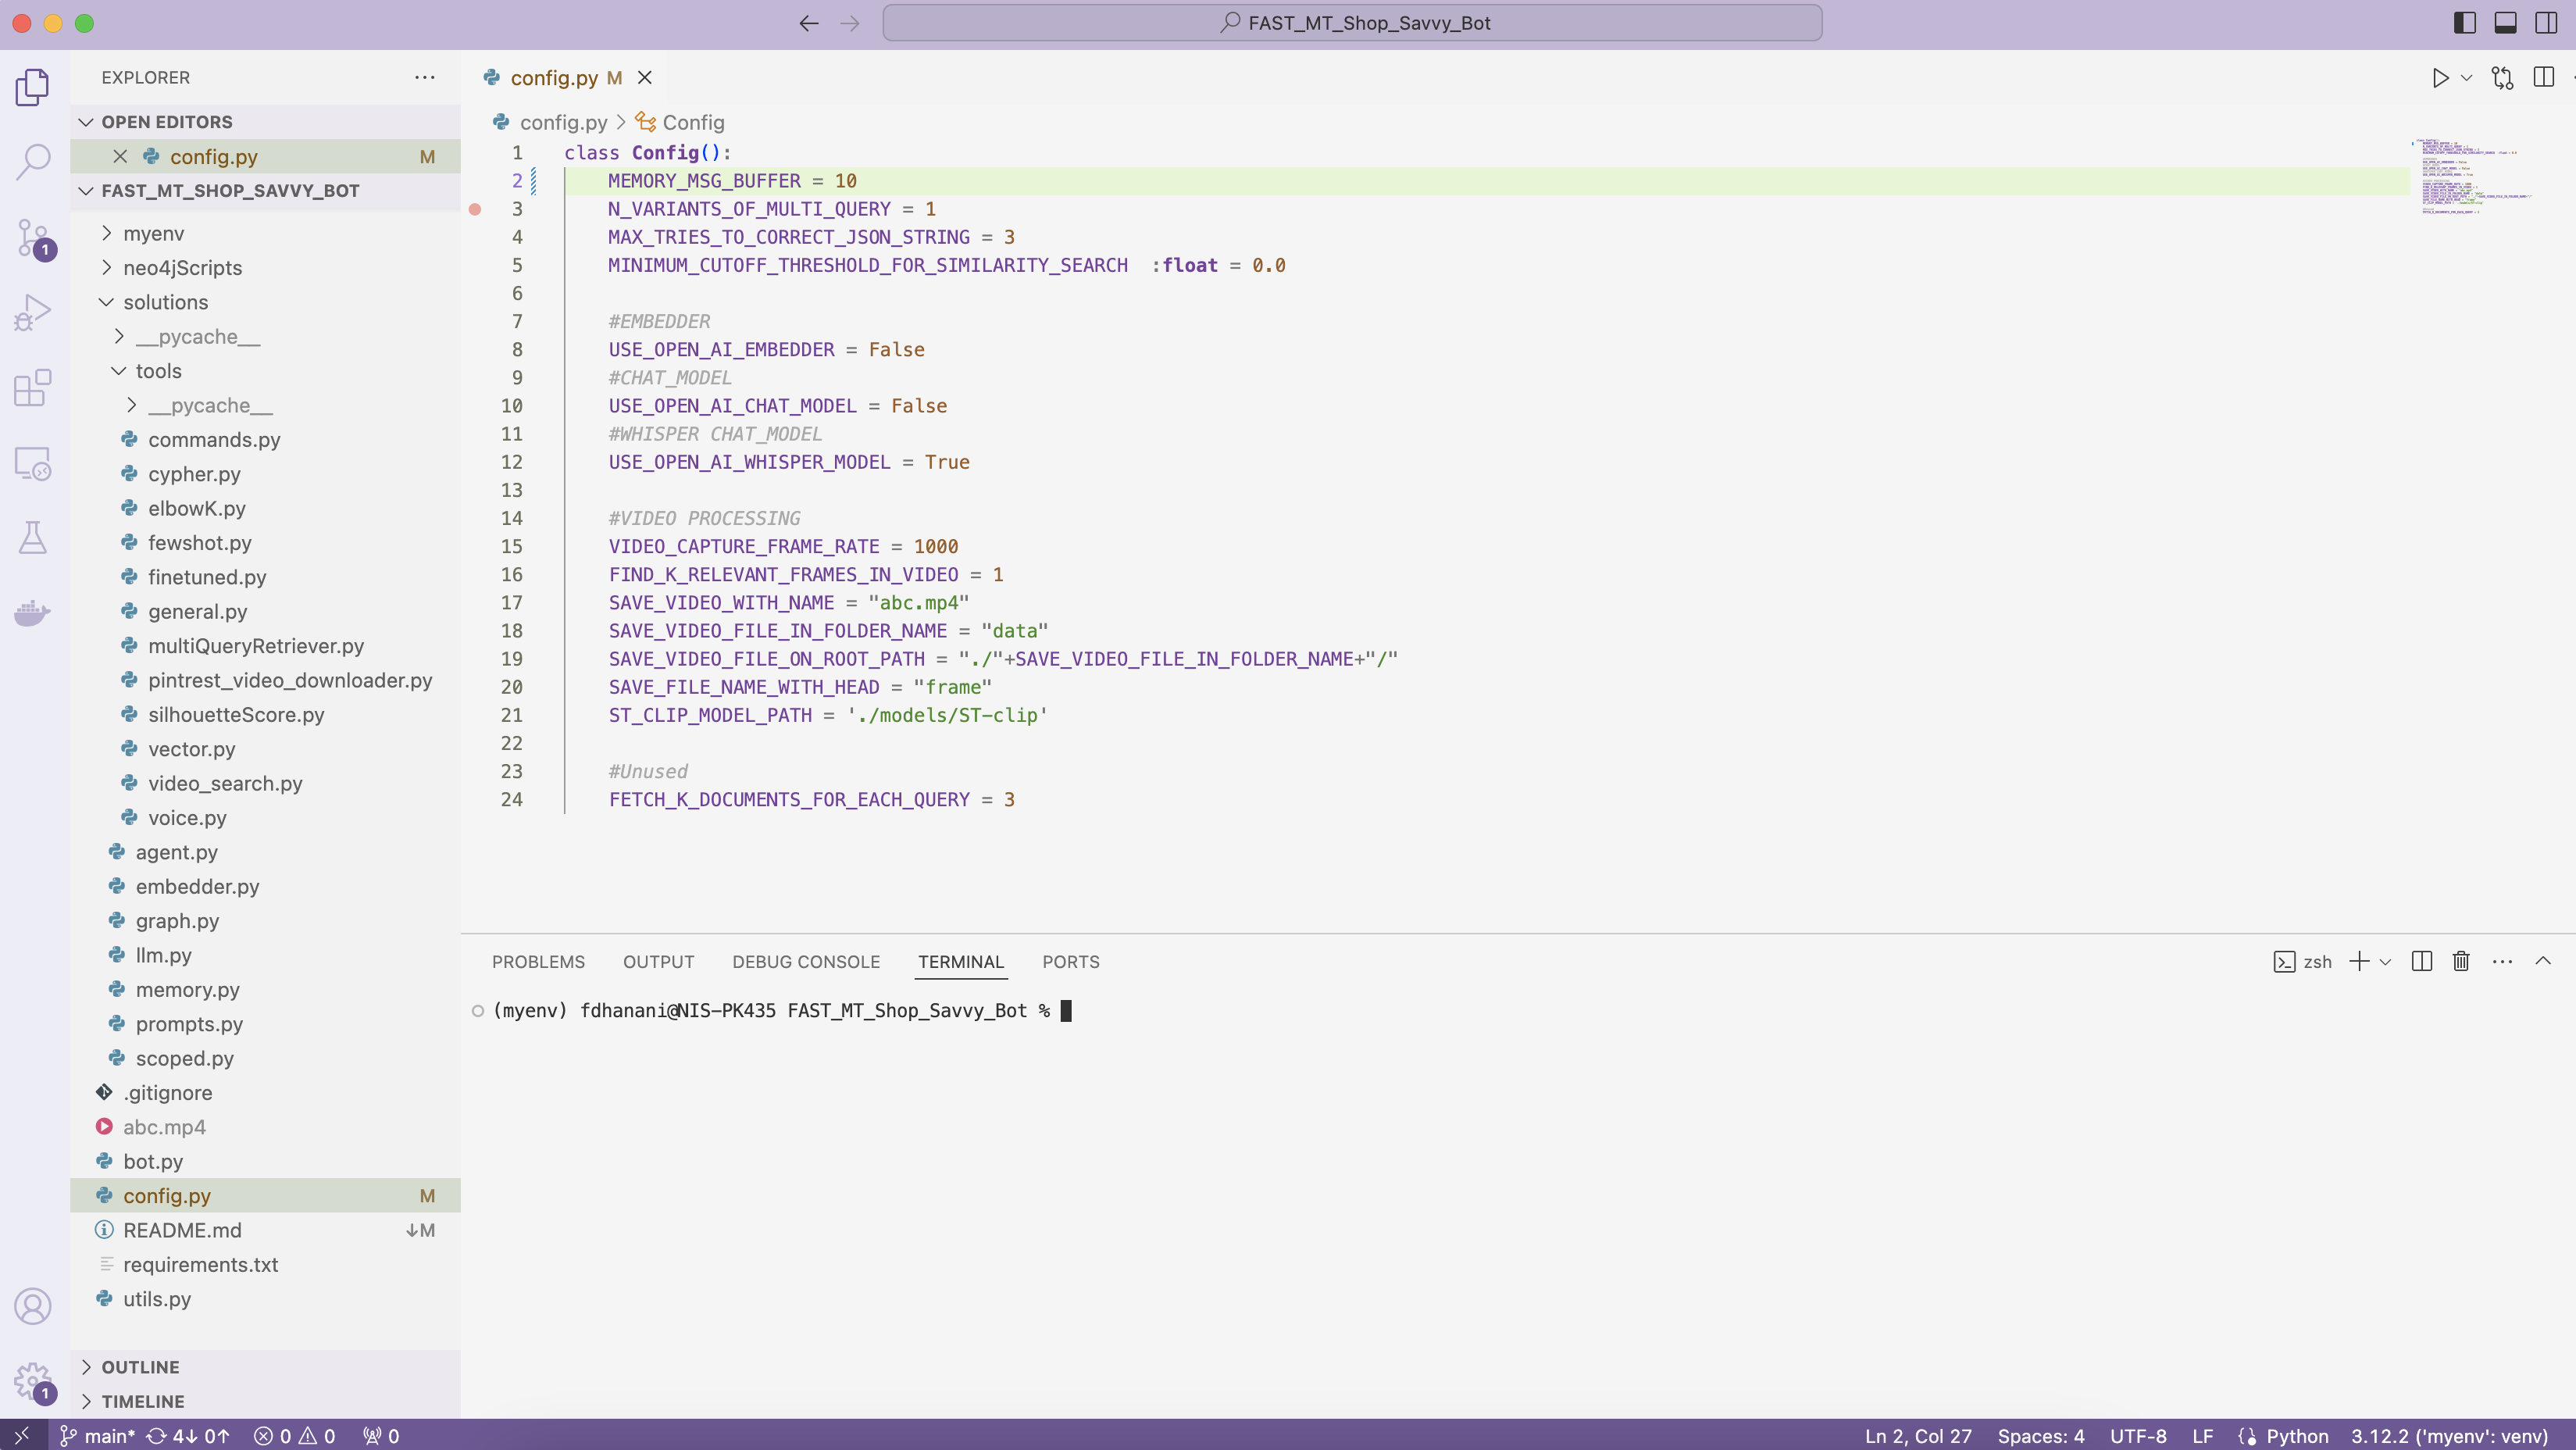 FAST_MT_Shop_Savvy_Bot
EXPLORER
OPEN EDITORS
config.py M
FAST_MT_SHOP_SAVVY_BOT
myenv
neo4jScripts
solutions
__pycache__
tools
__pycache__
commands.py
cypher.py
elbowK.py
fewshot.py
finetuned.py
general.py
multiQueryRetriever.py
pintrest_video_downloader.py
silhouetteScore.py
vector.py
video_search.py
voice.py
agent.py
embedder.py
graph.py
llm.py
memory.py
prompts.py
scoped.py
.gitignore
abc.mp4
bot.py
config.py M
README.md ↓M
requirements.txt
utils.py
OUTLINE
TIMELINE
1
1
config.py M
config.py > Config
1 class Config():
2 MEMORY_MSG_BUFFER = 10
3 N_VARIANTS_OF_MULTI_QUERY = 1
4 MAX_TRIES_TO_CORRECT_JSON_STRING = 3
5 MINIMUM_CUTOFF_THRESHOLD_FOR_SIMILARITY_SEARCH :float = 0.0
6
7 #EMBEDDER
8 USE_OPEN_AI_EMBEDDER = False
9 #CHAT_MODEL
10 USE_OPEN_AI_CHAT_MODEL = False
11 #WHISPER CHAT_MODEL
12 USE_OPEN_AI_WHISPER_MODEL = True
13
14 #VIDEO PROCESSING
15 VIDEO_CAPTURE_FRAME_RATE = 1000
16 FIND_K_RELEVANT_FRAMES_IN_VIDEO = 1
17 SAVE_VIDEO_WITH_NAME = "abc.mp4"
18 SAVE_VIDEO_FILE_IN_FOLDER_NAME = "data"
19 SAVE_VIDEO_FILE_ON_ROOT_PATH = "./"+SAVE_VIDEO_FILE_IN_FOLDER_NAME+"/"
20 SAVE_FILE_NAME_WITH_HEAD = "frame"
21 ST_CLIP_MODEL_PATH = './models/ST-clip'
22
23 #Unused
24 FETCH_K_DOCUMENTS_FOR_EACH_QUERY = 3
PROBLEMS OUTPUT DEBUG CONSOLE TERMINAL PORTS
zsh
(myenv) fdhanani@NIS-PK435 FAST_MT_Shop_Savvy_Bot %
main* 4↓ 0↑ 0 0 0
Ln 2, Col 27 Spaces: 4 UTF-8 LF Python 3.12.2 ('myenv': venv)